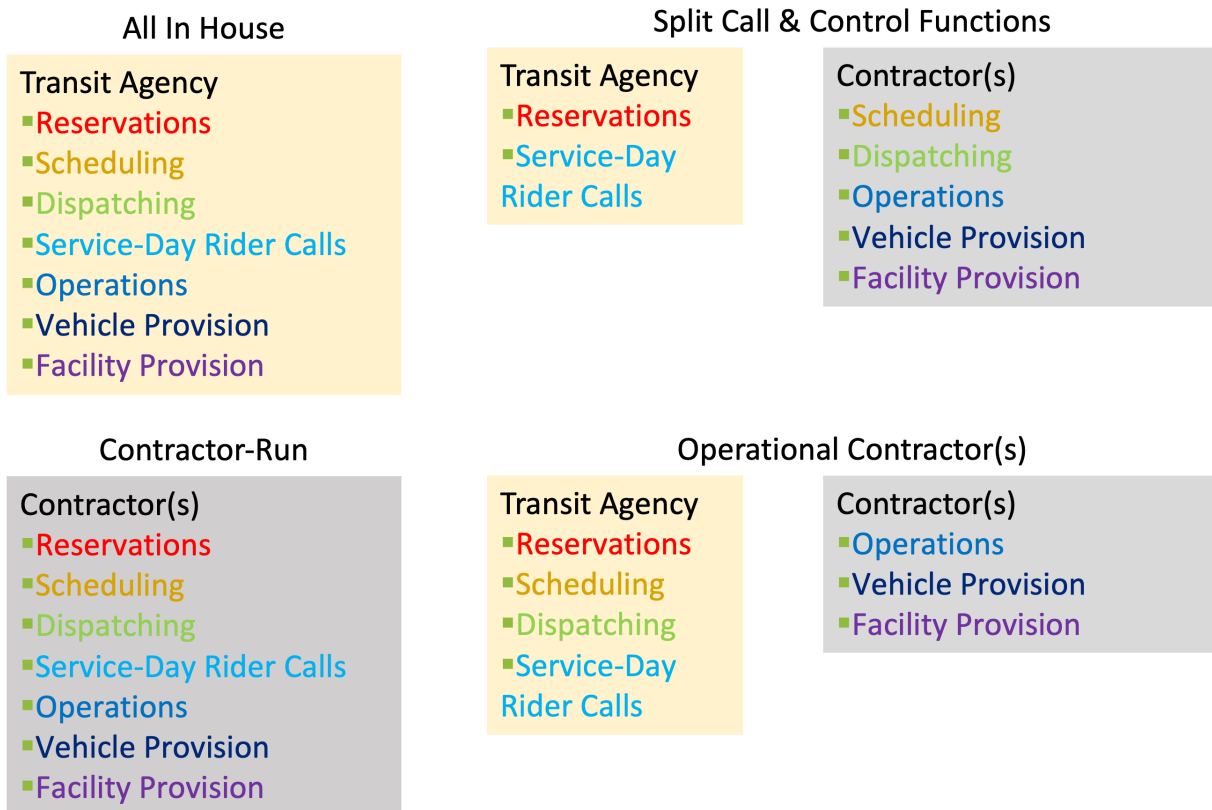 All In House
Transit Agency
▪Reservations
▪Scheduling
▪Dispatching
▪Service-Day Rider Calls
▪Operations
▪Vehicle Provision
▪Facility Provision
Split Call & Control Functions
Transit Agency
▪Reservations
▪Service-Day
Rider Calls
Contractor(s)
▪Scheduling
▪Dispatching
▪Operations
▪Vehicle Provision
▪Facility Provision
Contractor-Run
Contractor(s)
▪Reservations
▪Scheduling
▪Dispatching
▪Service-Day Rider Calls
▪Operations
▪Vehicle Provision
▪Facility Provision
Operational Contractor(s)
Transit Agency
▪Reservations
▪Scheduling
▪Dispatching
▪Service-Day
Rider Calls
Contractor(s)
▪Operations
▪Vehicle Provision
▪Facility Provision